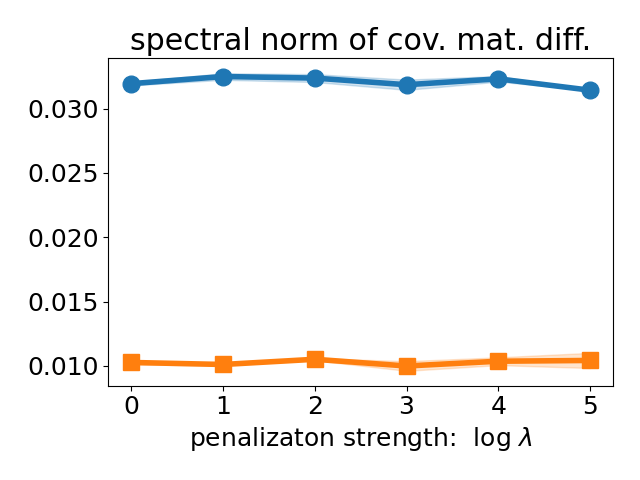 spectral norm of cov. mat. diff.
0.030
0.025
0.020
0.015
0.010
0 1 2 3 4 5
penalizaton strength: log λ